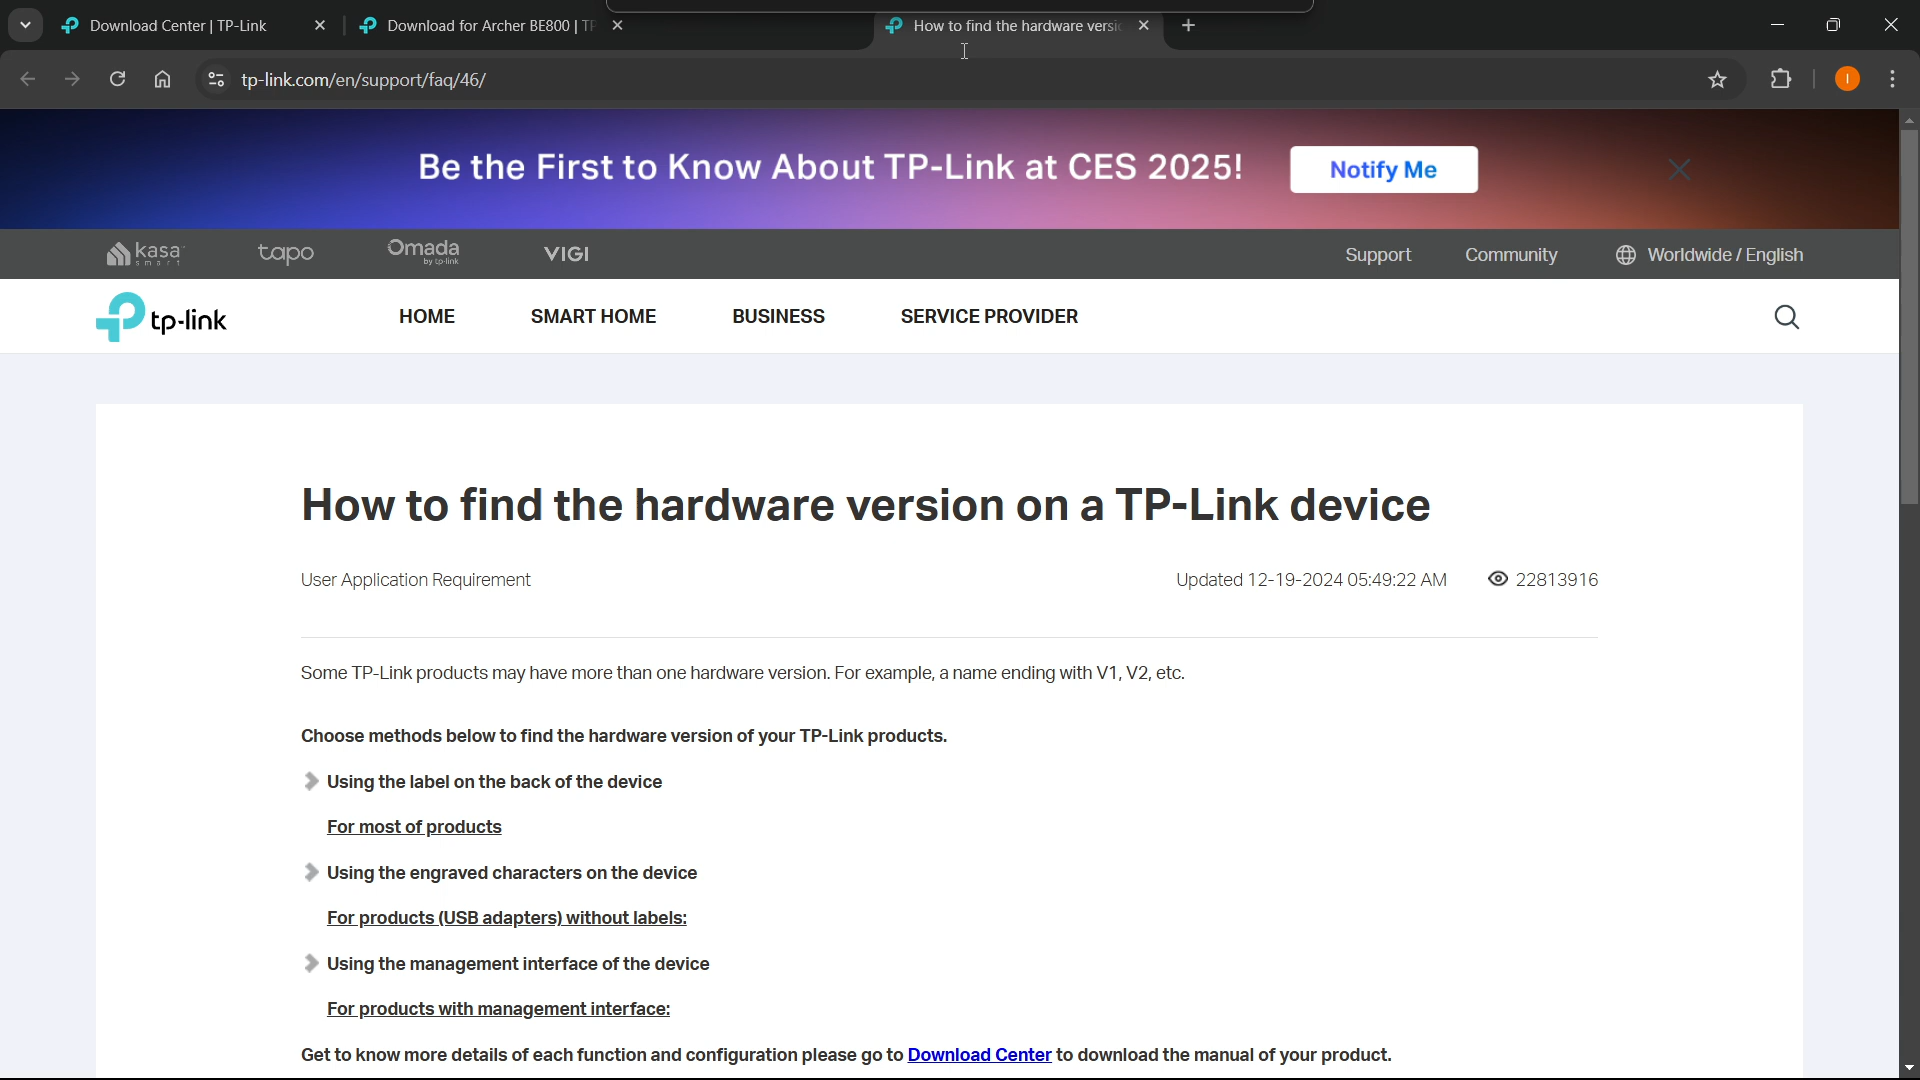 Download Center | TP-Link
Download for Archer BE800 | TP
How to find the hardware versi
tp-link.com/en/support/faq/46/
I
Be the First to Know About TP-Link at CES 2025!
Notify Me
kasa smart
tapo
Omada by tp-link
VIGI
Support
Community
Worldwide / English
tp-link
HOME
SMART HOME
BUSINESS
SERVICE PROVIDER
How to find the hardware version on a TP-Link device
User Application Requirement
Updated 12-19-2024 05:49:22 AM
22813916
Some TP-Link products may have more than one hardware version. For example, a name ending with V1, V2, etc.
Choose methods below to find the hardware version of your TP-Link products.
Using the label on the back of the device
For most of products
Using the engraved characters on the device
For products (USB adapters) without labels:
Using the management interface of the device
For products with management interface:
Get to know more details of each function and configuration please go to Download Center to download the manual of your product.